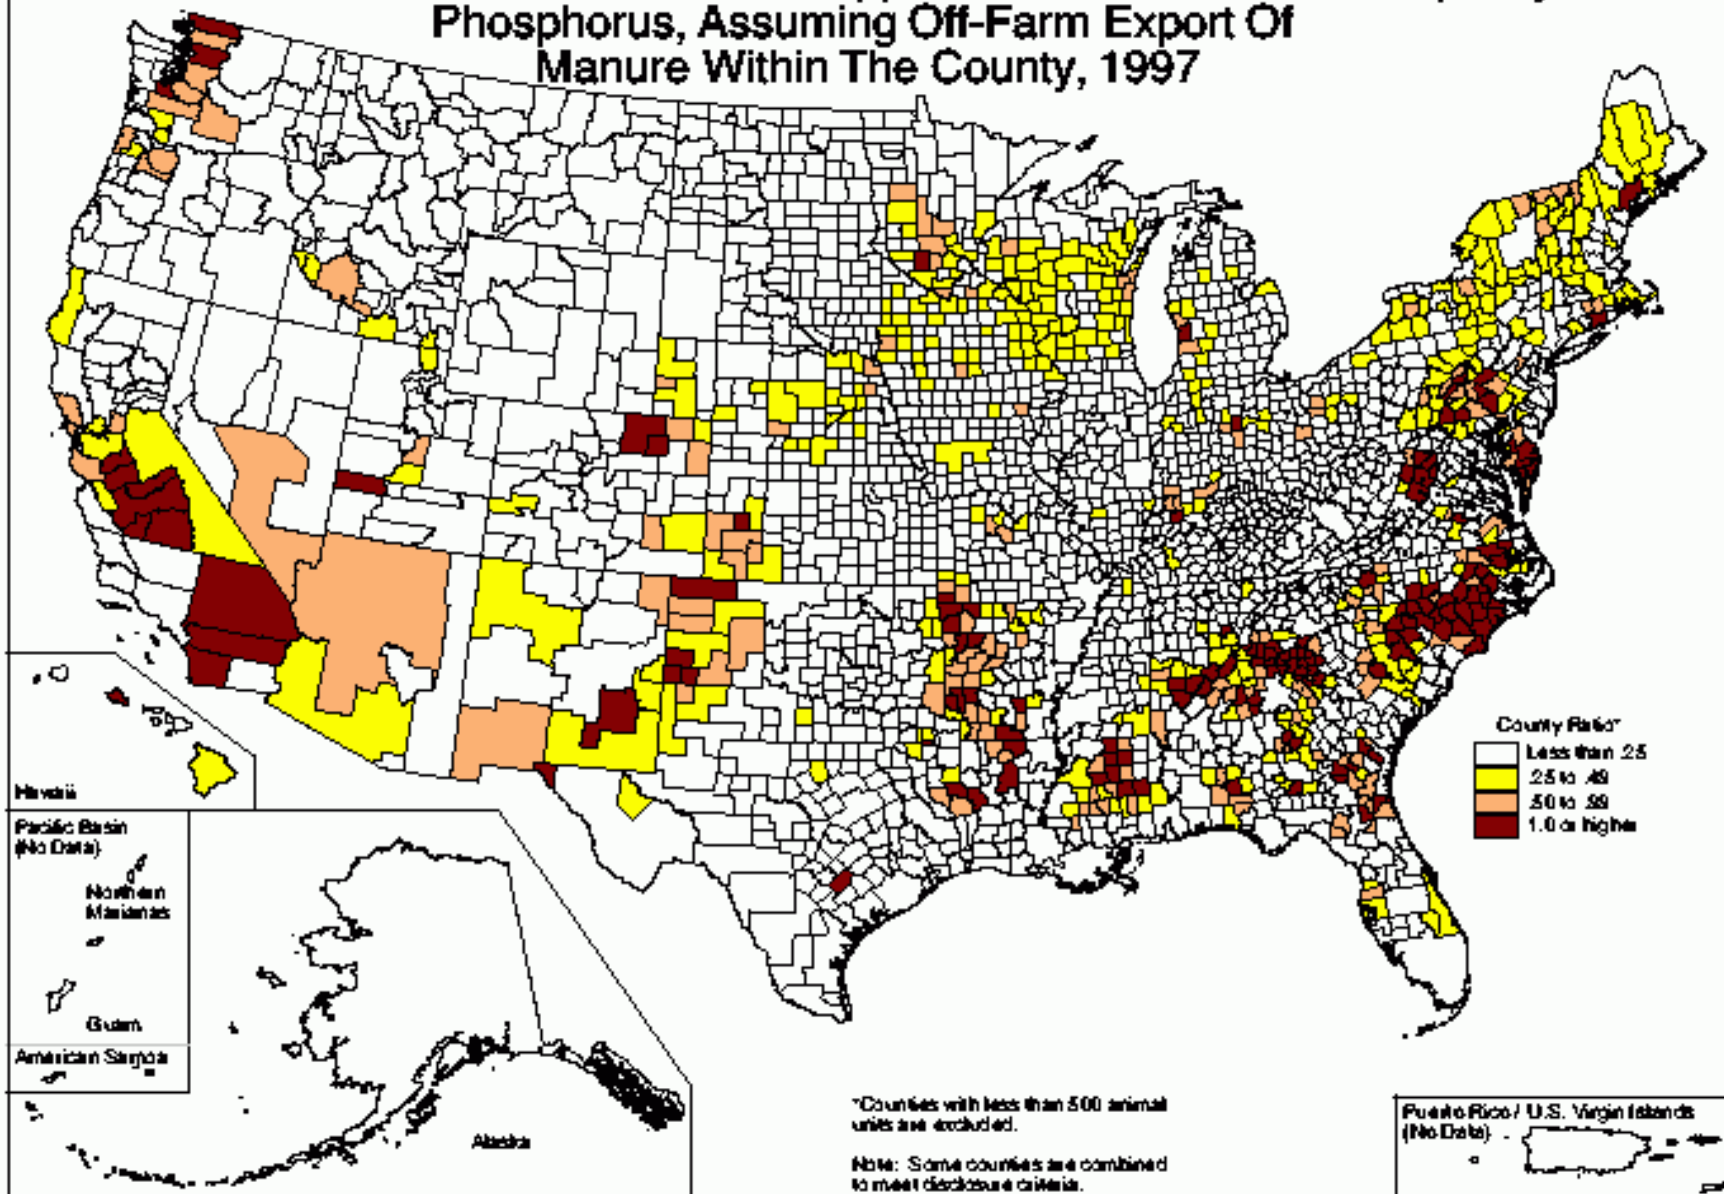 Phosphorus, Assuming Off-Farm Export Of
Manure Within The County, 1997
County Ratio*
Less than .25
.25 to .49
.50 to .99
1.0 or higher
Hawaii
Pacific Basin
(No Data)
Northern
Marianas
Guam
American Samoa
Alaska
*Counties with less than 500 animal
units are excluded.
Note: Some counties are combined
to meet disclosure criteria.
Puerto Rico / U.S. Virgin Islands
(No Data)